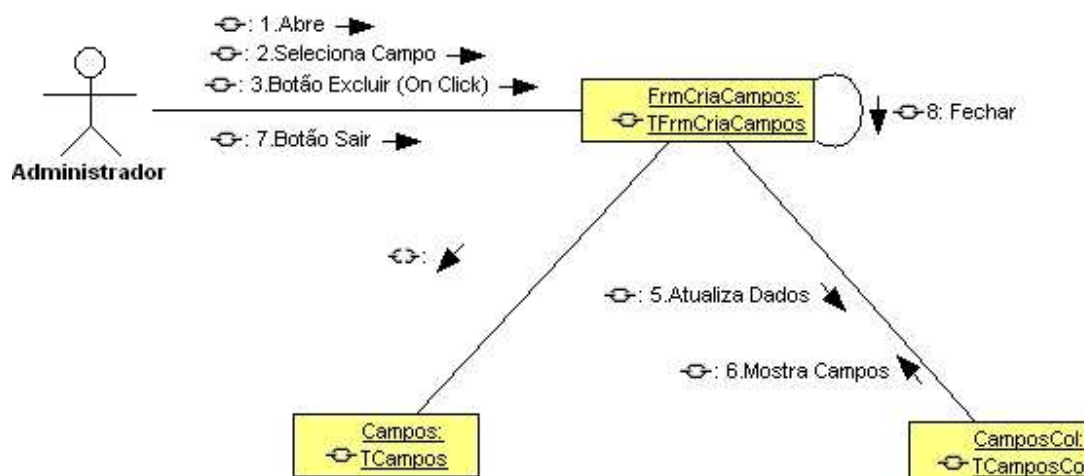 : 1.Abre
: 2.Seleciona Campo
: 3.Botão Excluir (On Click)
FrmCriaCampos:
TFrmCriaCampos
8: Fechar
: 7.Botão Sair
Administrador
:
: 5.Atualiza Dados
: 6.Mostra Campos
Campos:
TCampos
CamposCol:
TCamposCo